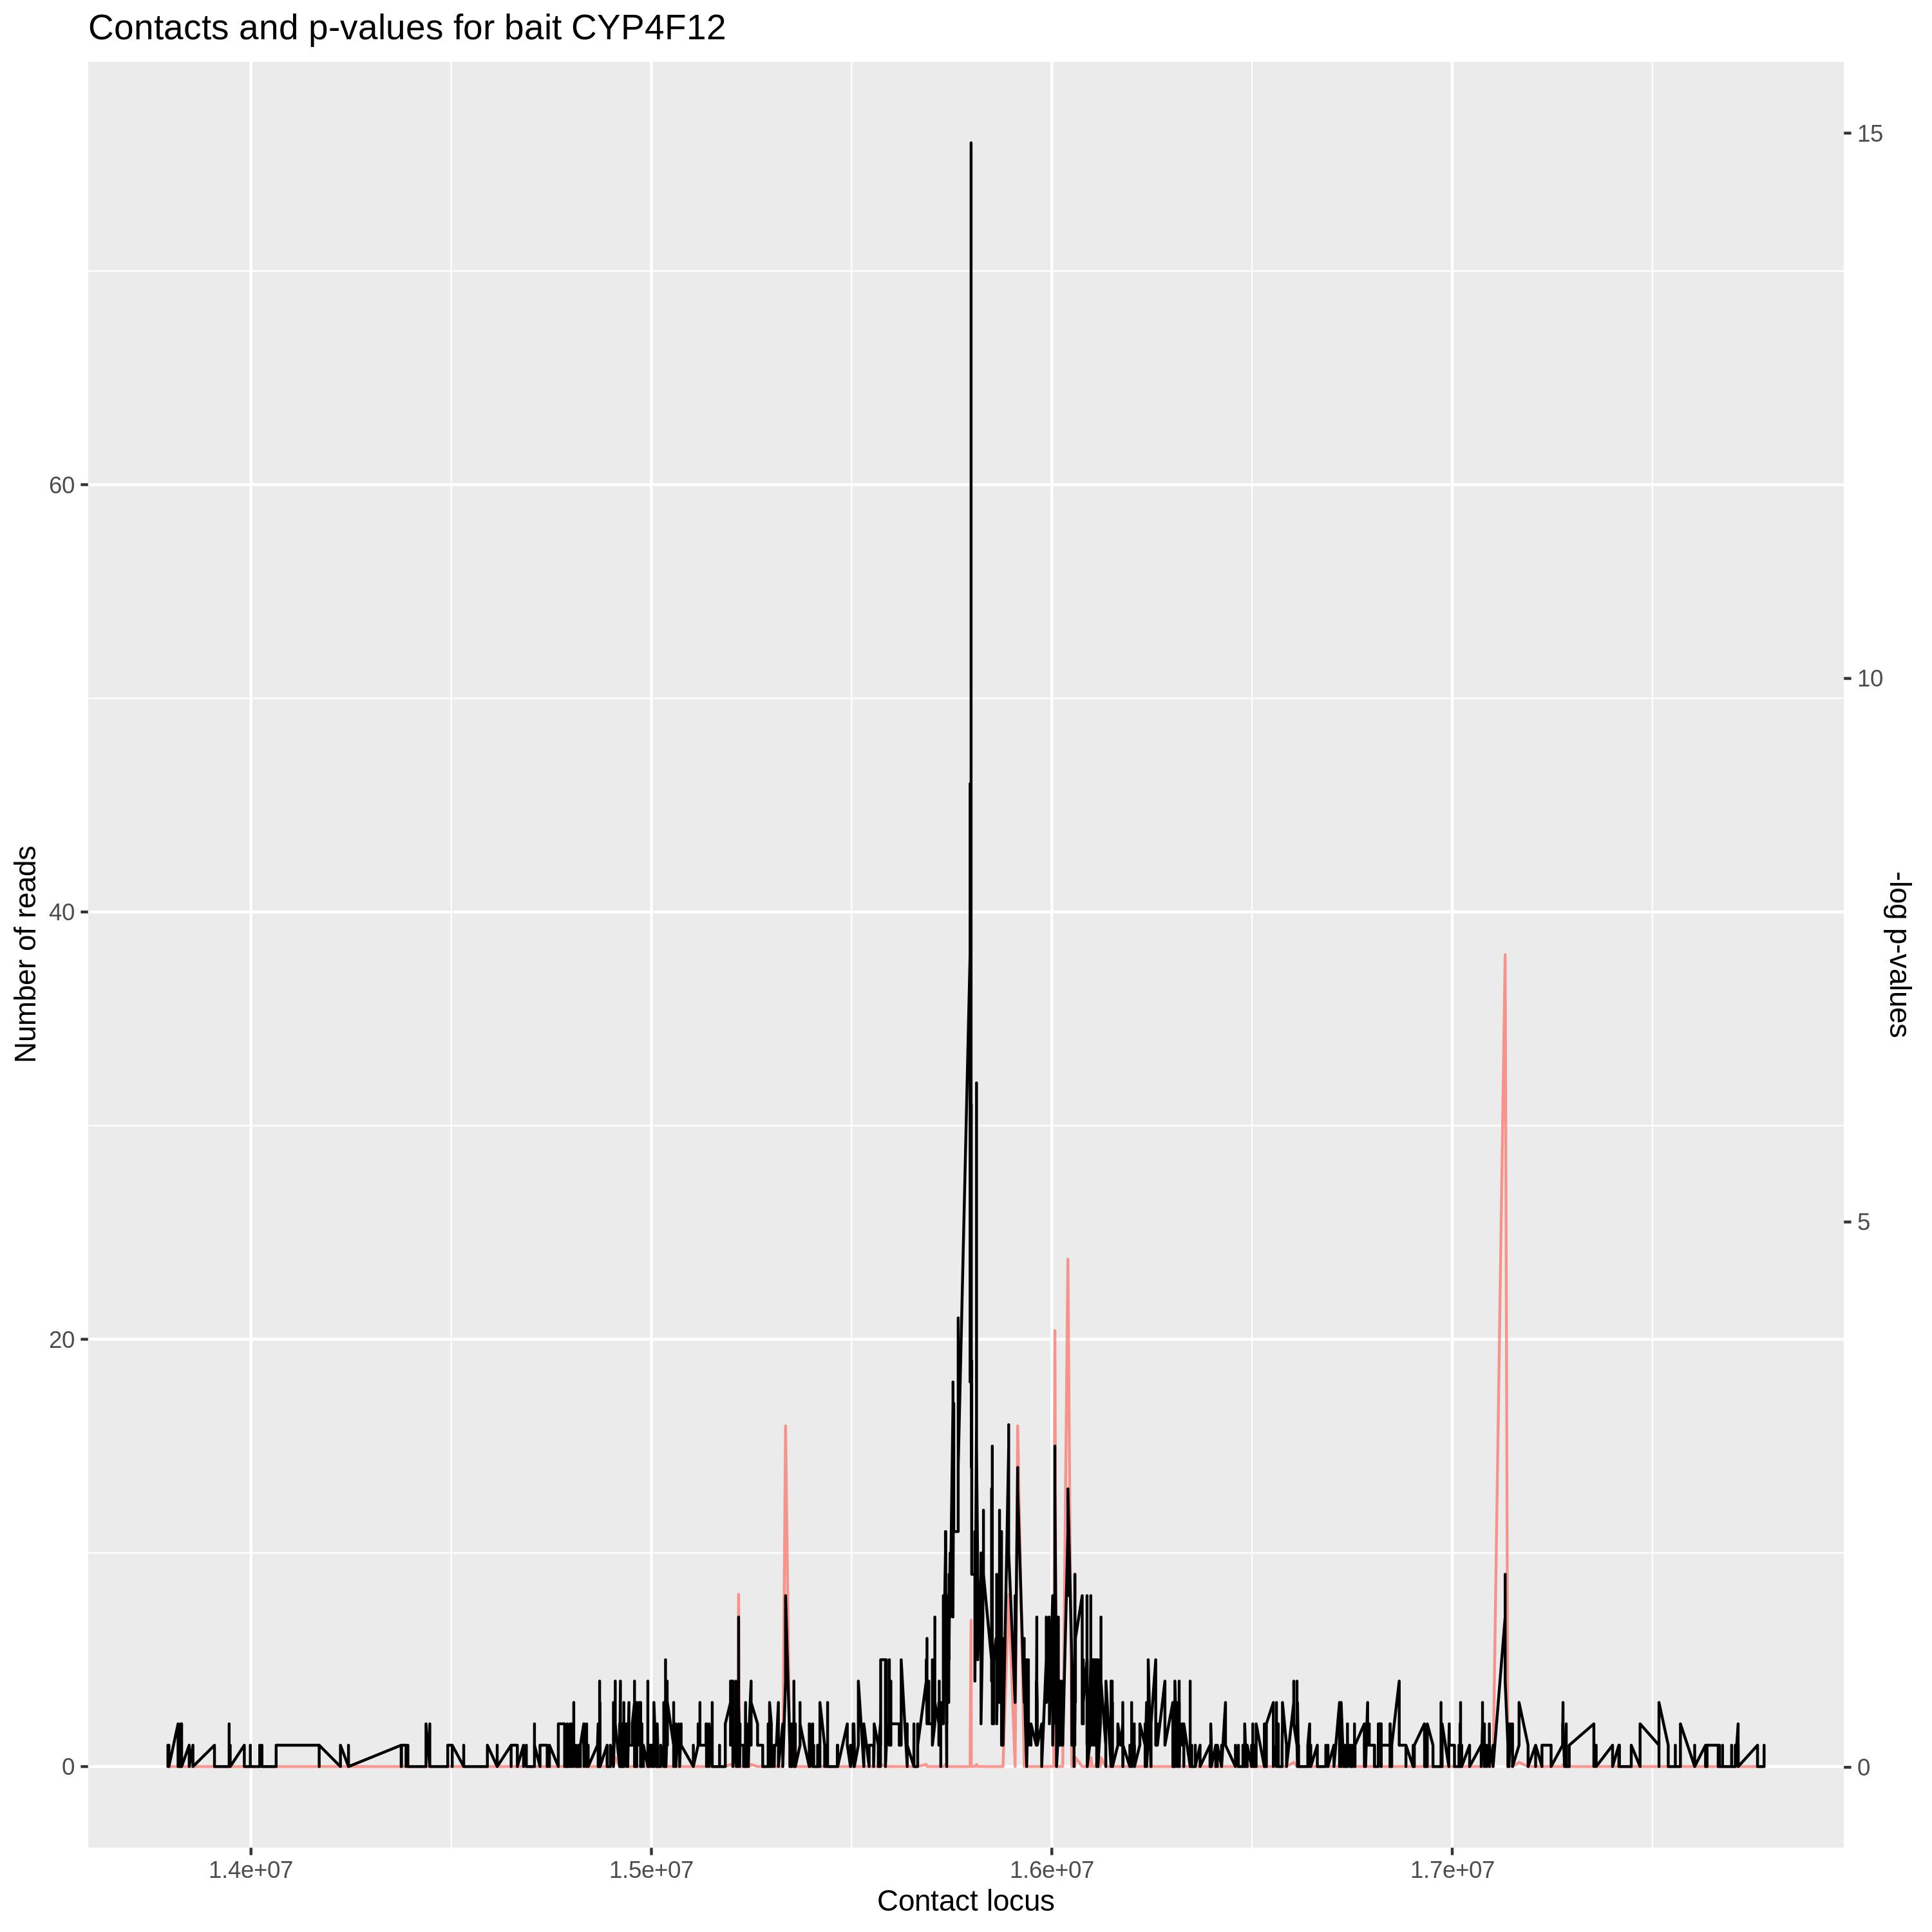 Contacts and p-values for bait CYP4F12
15
60
10
Number of reads
40
-log p-values
5
20
0
0
1.4e+07
1.5e+07
1.6e+07
1.7e+07
Contact locus